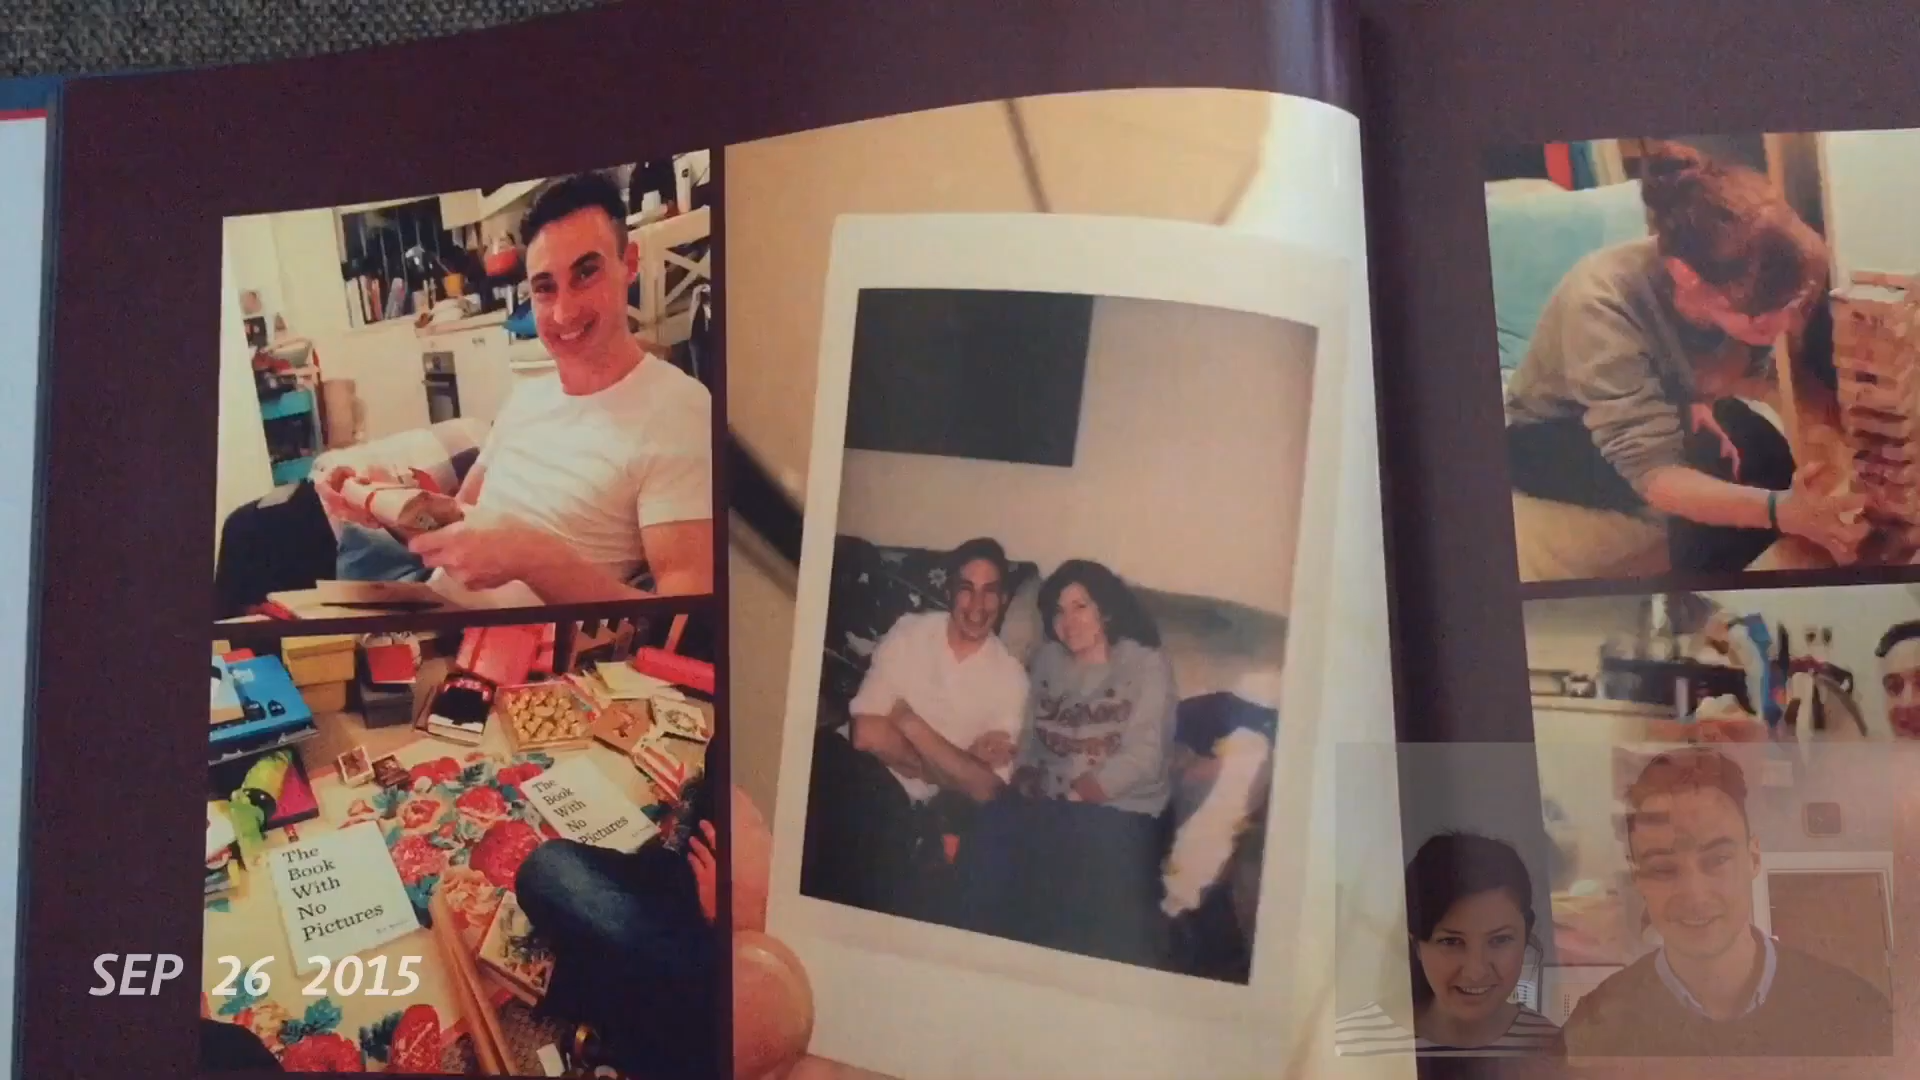 The
Book
With
No
Pictures
The
Book
With
No
Pictures
SEP 26 2015